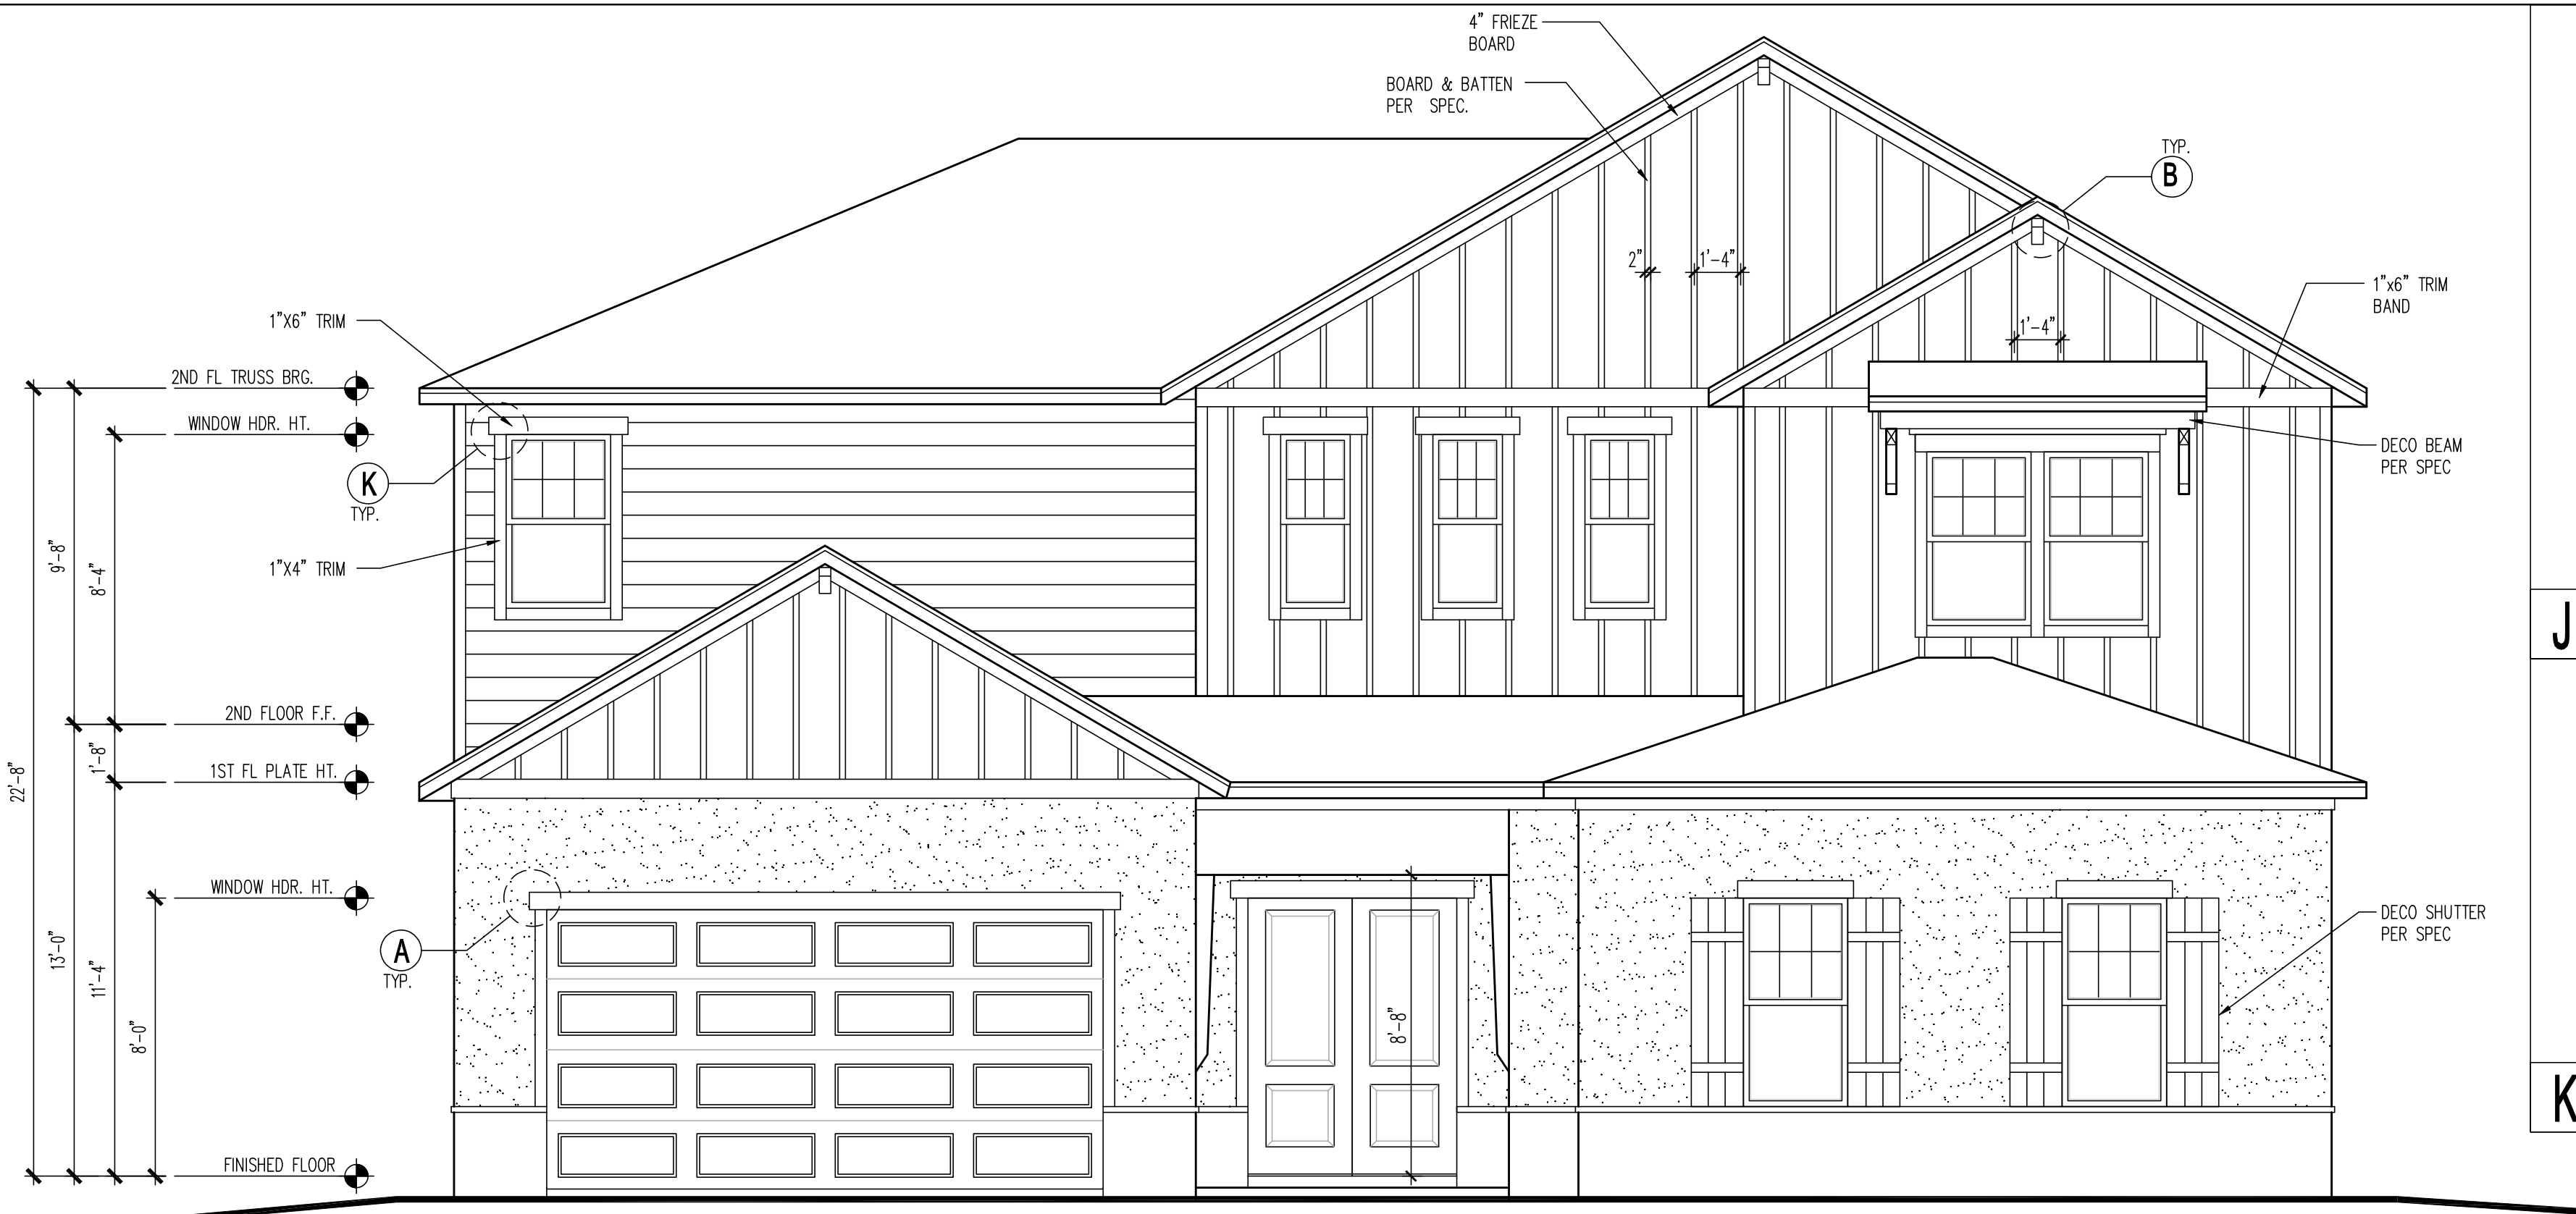 4" FRIEZE
BOARD
BOARD & BATTEN
PER SPEC.
TYP.
B
2"
1'-4"
1"x6" TRIM
BAND
1'-4"
1"X6" TRIM
2ND FL TRUSS BRG.
WINDOW HDR. HT.
DECO BEAM
PER SPEC
K
TYP.
9'-8"
8'-4"
1"X4" TRIM
J
2ND FLOOR F.F.
1'-8"
1ST FL PLATE HT.
22'-8"
WINDOW HDR. HT.
DECO SHUTTER
PER SPEC
A
TYP.
13'-0"
11'-4"
8'-0"
8'-8"
K
FINISHED FLOOR